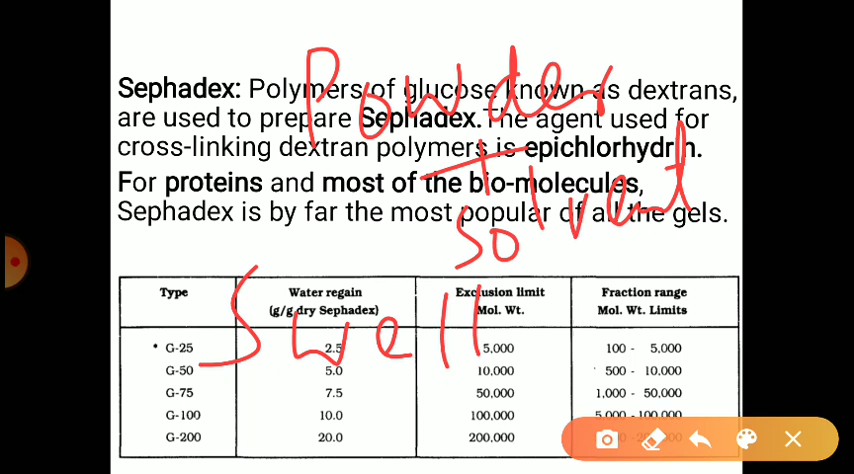 Sephadex: Polymers of glucose known as dextrans,
are used to prepare Sephadex. The agent used for
cross-linking dextran polymers is epichlorhydrin.
For proteins and most of the bio-molecules,
Sephadex is by far the most popular of all the gels.
Powder
+
Solvent
Swell
Type Water regain (g/g dry Sephadex) Exclusion limit Mol. Wt. Fraction range Mol. Wt. Limits
• G-25 2.5 5,000 100 - 5,000
G-50 5.0 10,000 500 - 10,000
G-75 7.5 50,000 1,000 - 50,000
G-100 10.0 100,000 5,000 - 100,000
G-200 20.0 200,000